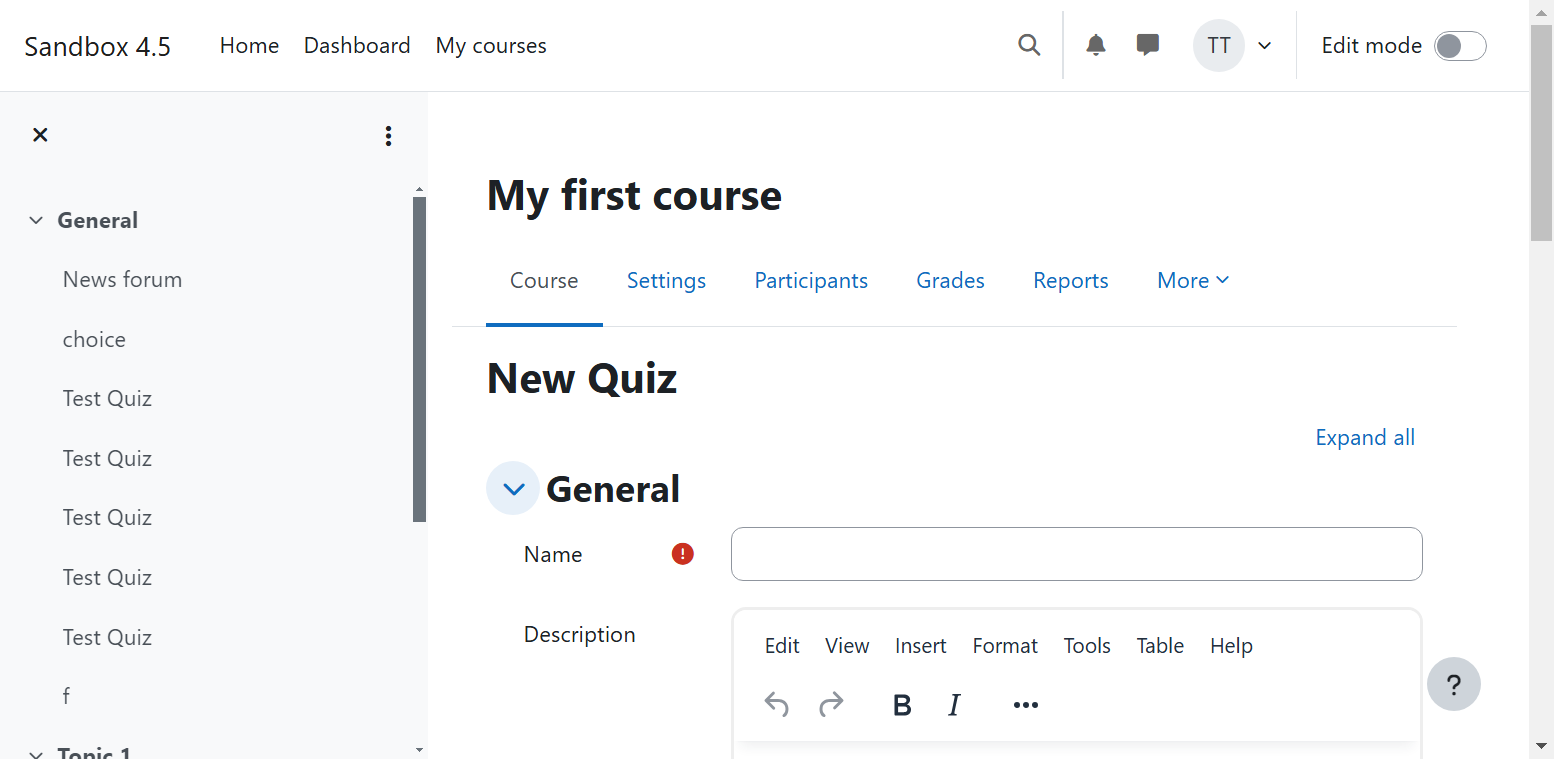 Sandbox 4.5 Home Dashboard My courses TT Edit mode
General
News forum
choice
Test Quiz
Test Quiz
Test Quiz
Test Quiz
Test Quiz
f
Topic 1
My first course
Course Settings Participants Grades Reports More
New Quiz
Expand all
General
Name
Description
Edit View Insert Format Tools Table Help
B I
?